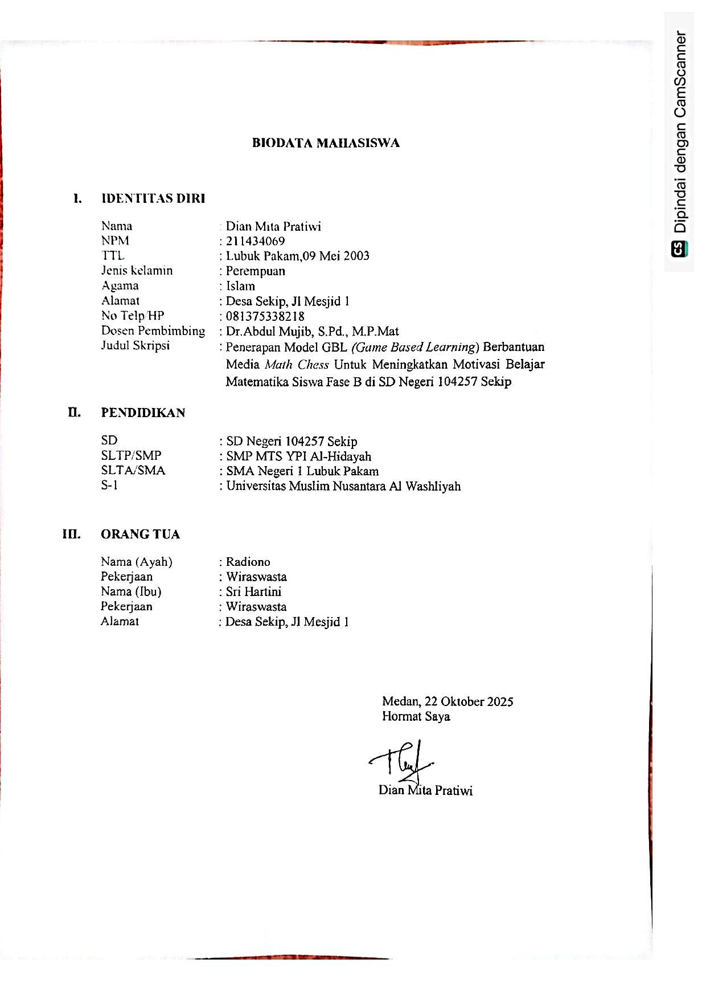 BIODATA MAHASISWA
I. IDENTITAS DIRI
Nama : Dian Mita Pratiwi
NPM : 211434069
TTL : Lubuk Pakam,09 Mei 2003
Jenis kelamin : Perempuan
Agama : Islam
Alamat : Desa Sekip, Jl Mesjid 1
No Telp/HP : 081375338218
Dosen Pembimbing : Dr.Abdul Mujib, S.Pd., M.P.Mat
Judul Skripsi : Penerapan Model GBL (Game Based Learning) Berbantuan
Media Math Chess Untuk Meningkatkan Motivasi Belajar
Matematika Siswa Fase B di SD Negeri 104257 Sekip
II. PENDIDIKAN
SD : SD Negeri 104257 Sekip
SLTP/SMP : SMP MTS YPI Al-Hidayah
SLTA/SMA : SMA Negeri 1 Lubuk Pakam
S-1 : Universitas Muslim Nusantara Al Washliyah
III. ORANG TUA
Nama (Ayah) : Radiono
Pekerjaan : Wiraswasta
Nama (Ibu) : Sri Hartini
Pekerjaan : Wiraswasta
Alamat : Desa Sekip, Jl Mesjid 1
Medan, 22 Oktober 2025
Hormat Saya
Dian Mita Pratiwi
CS Dipindai dengan CamScanner